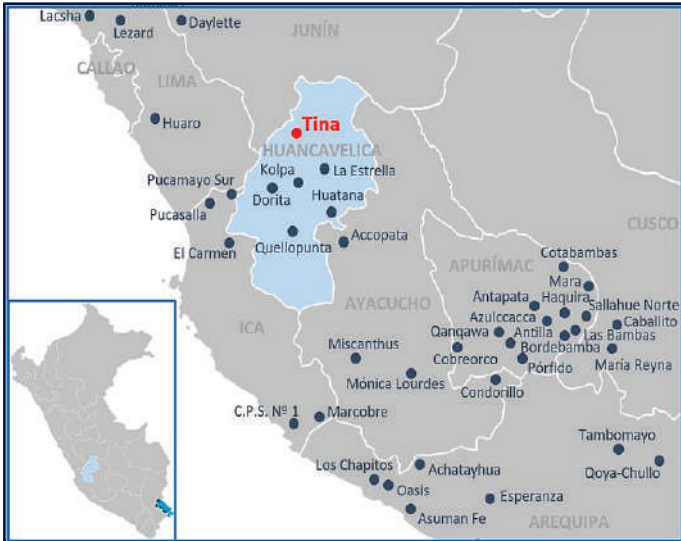 Lacsha
Lezard
Daylette
JUNÍN
CALLAO
LIMA
Huaro
Tina
HUANCAVELICA
Kolpa
La Estrella
Pucamayo Sur
Dorita
Huatana
Pucasalla
CUSCO
El Carmen
Quellopunta
Accopata
Cotabambas
APURÍMAC
Mara
Antapata
Haquira
Sallahue Norte
AYACUCHO
Azulccacca
Caballito
ICA
Qanqawa
Antilla
Las Bambas
Miscanthus
Cobreorco
Bordebamba
María Reyna
Mónica Lourdes
Pórfido
Condorillo
C.P.S. Nº 1
Marcobre
Tambomayo
Los Chapitos
Achatayhua
Qoya-Chullo
Oasis
Esperanza
Asuman Fe
AREQUIPA